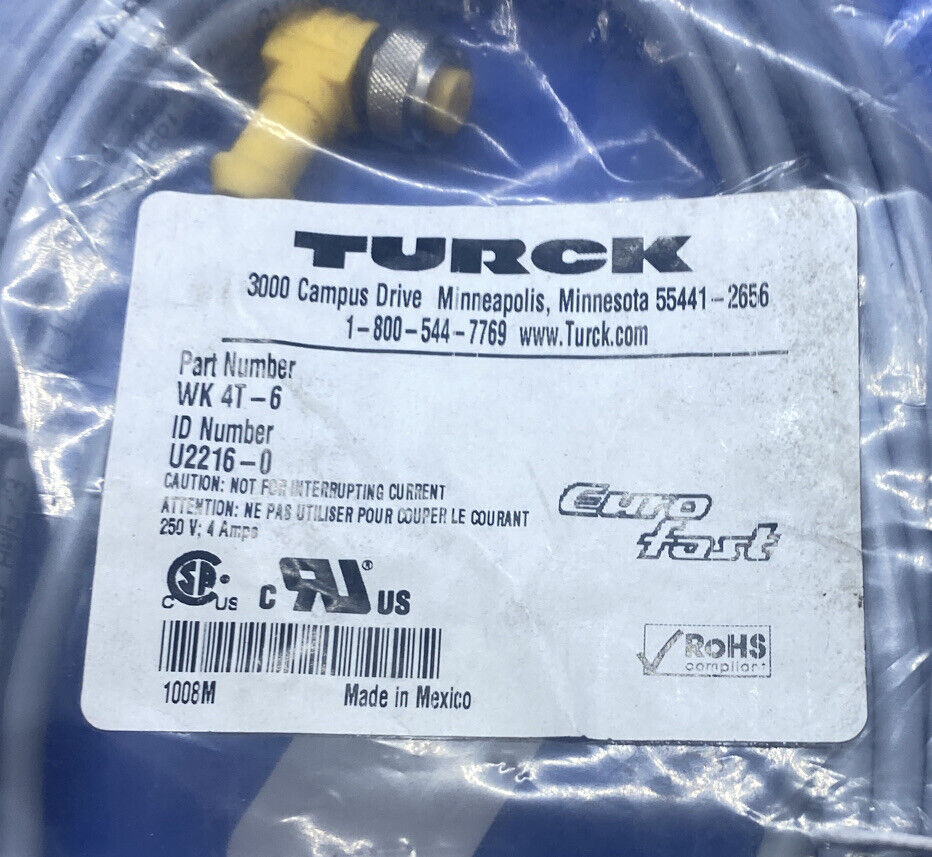 TURCK
3000 Campus Drive Minneapolis, Minnesota 55441-2656
1-800-544-7769 www.Turck.com
Part Number
WK 4T-6
ID Number
U2216-0
CAUTION: NOT FOR INTERRUPTING CURRENT
ATTENTION: NE PAS UTILISER POUR COUPER LE COURANT
250 V; 4 Amps
Euro
fast
C SP US C RU® US
RoHS
compliant
1008M Made in Mexico